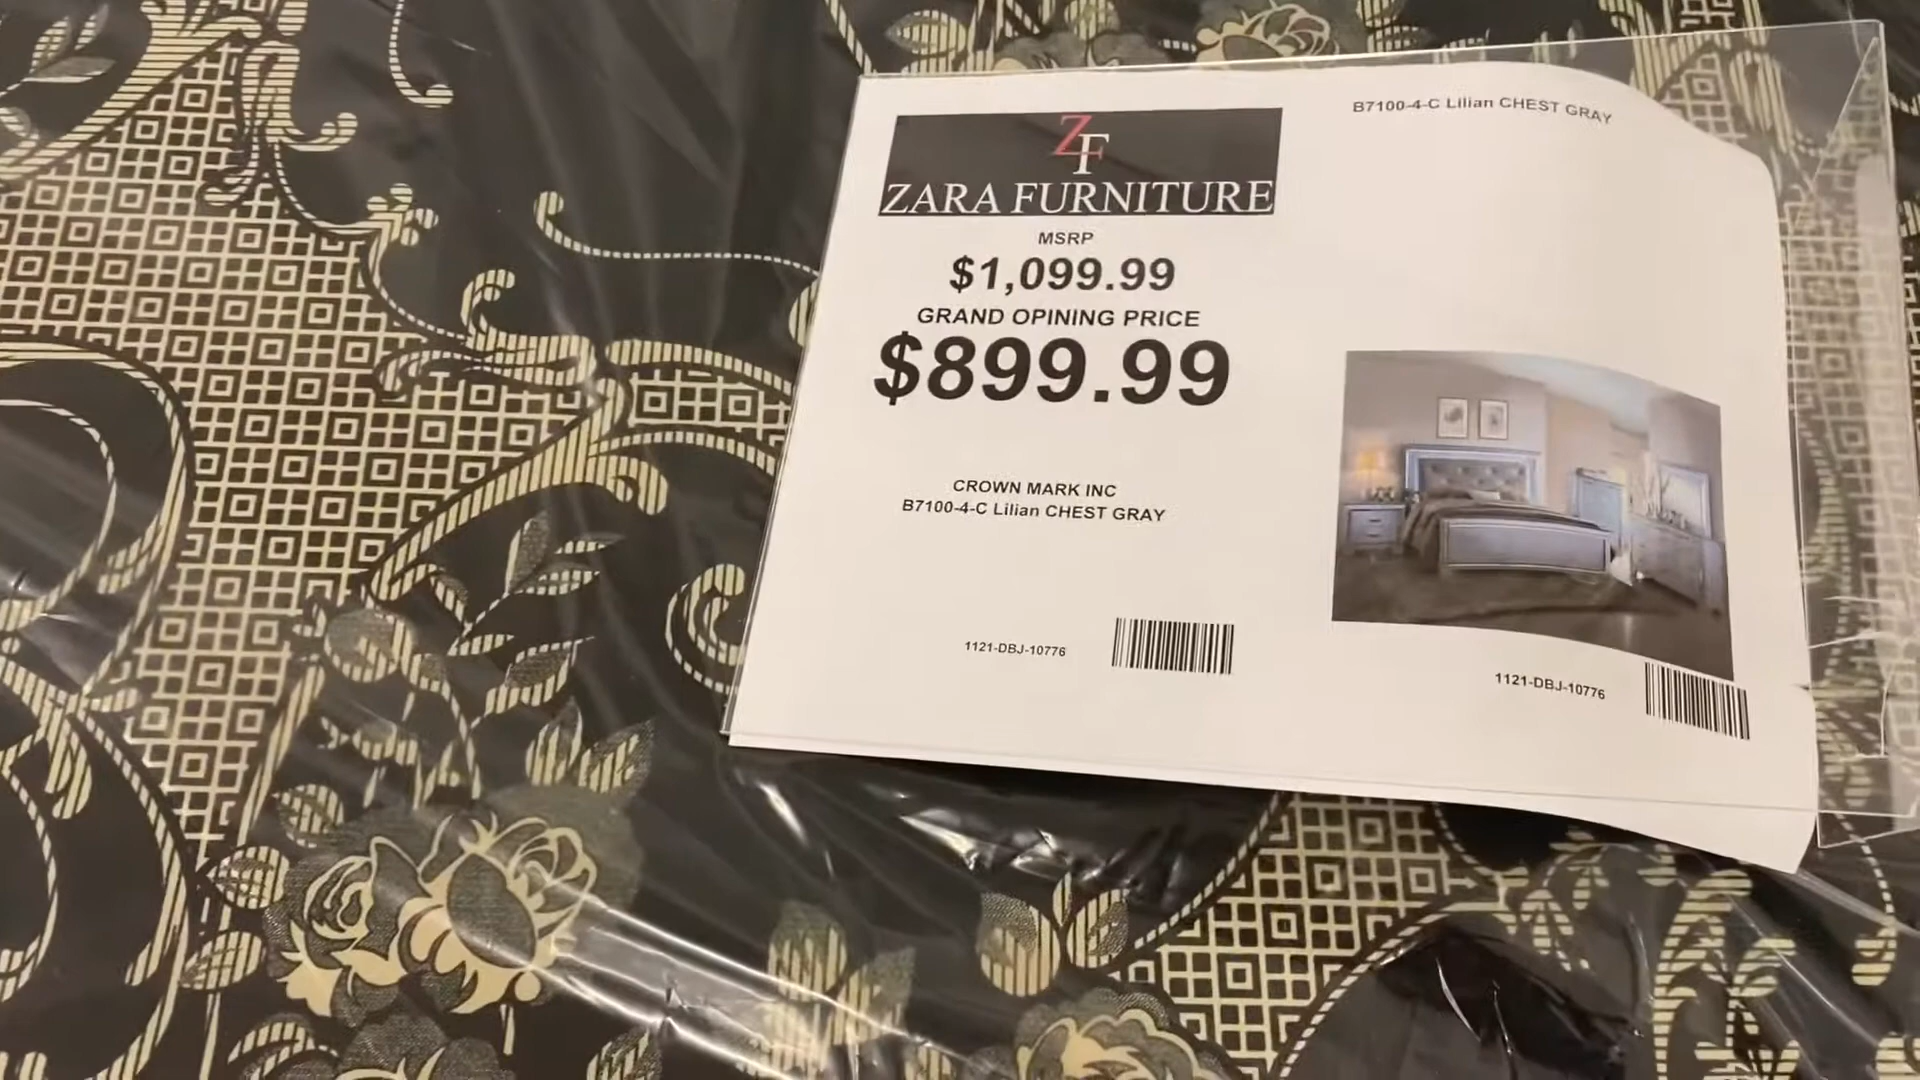 ZF
ZARA FURNITURE
MSRP
$1,099.99
GRAND OPINING PRICE
$899.99
CROWN MARK INC
B7100-4-C Lilian CHEST GRAY
1121-DBJ-10776
B7100-4-C Lilian CHEST GRAY
1121-DBJ-10776